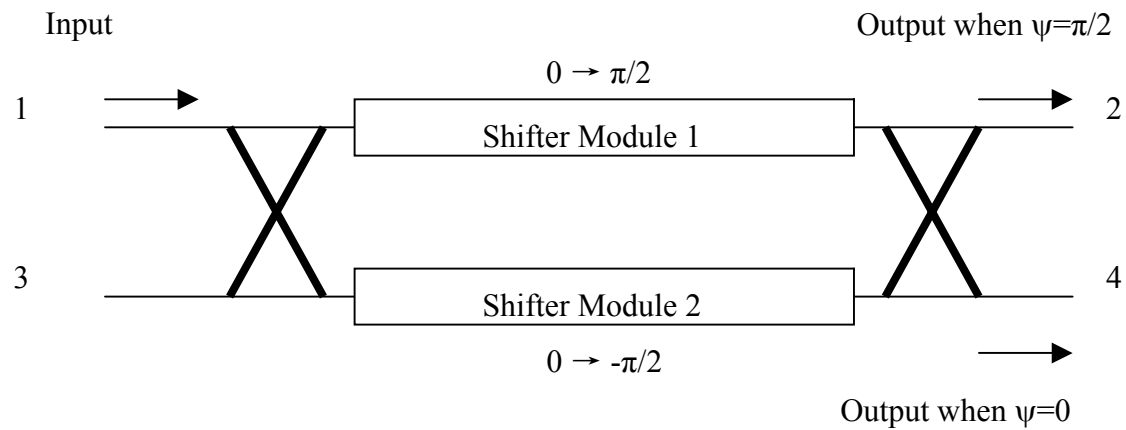 Input
Output when ψ=π/2
0 → π/2
1
2
Shifter Module 1
3
4
Shifter Module 2
0 → -π/2
Output when ψ=0